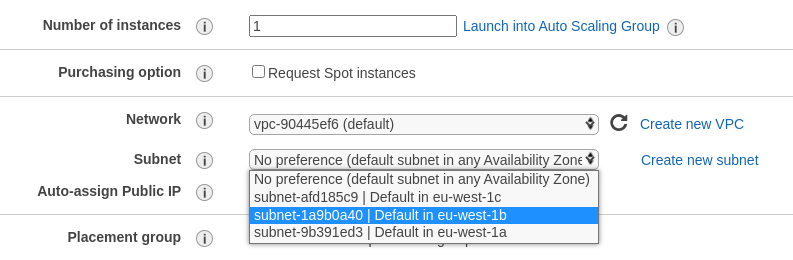 Number of instances 1 Launch into Auto Scaling Group
Purchasing option Request Spot instances
Network vpc-90445ef6 (default) Create new VPC
Subnet No preference (default subnet in any Availability Zone Create new subnet
No preference (default subnet in any Availability Zone)
Auto-assign Public IP subnet-afd185c9 | Default in eu-west-1c
subnet-1a9b0a40 | Default in eu-west-1b
Placement group subnet-9b391ed3 | Default in eu-west-1a